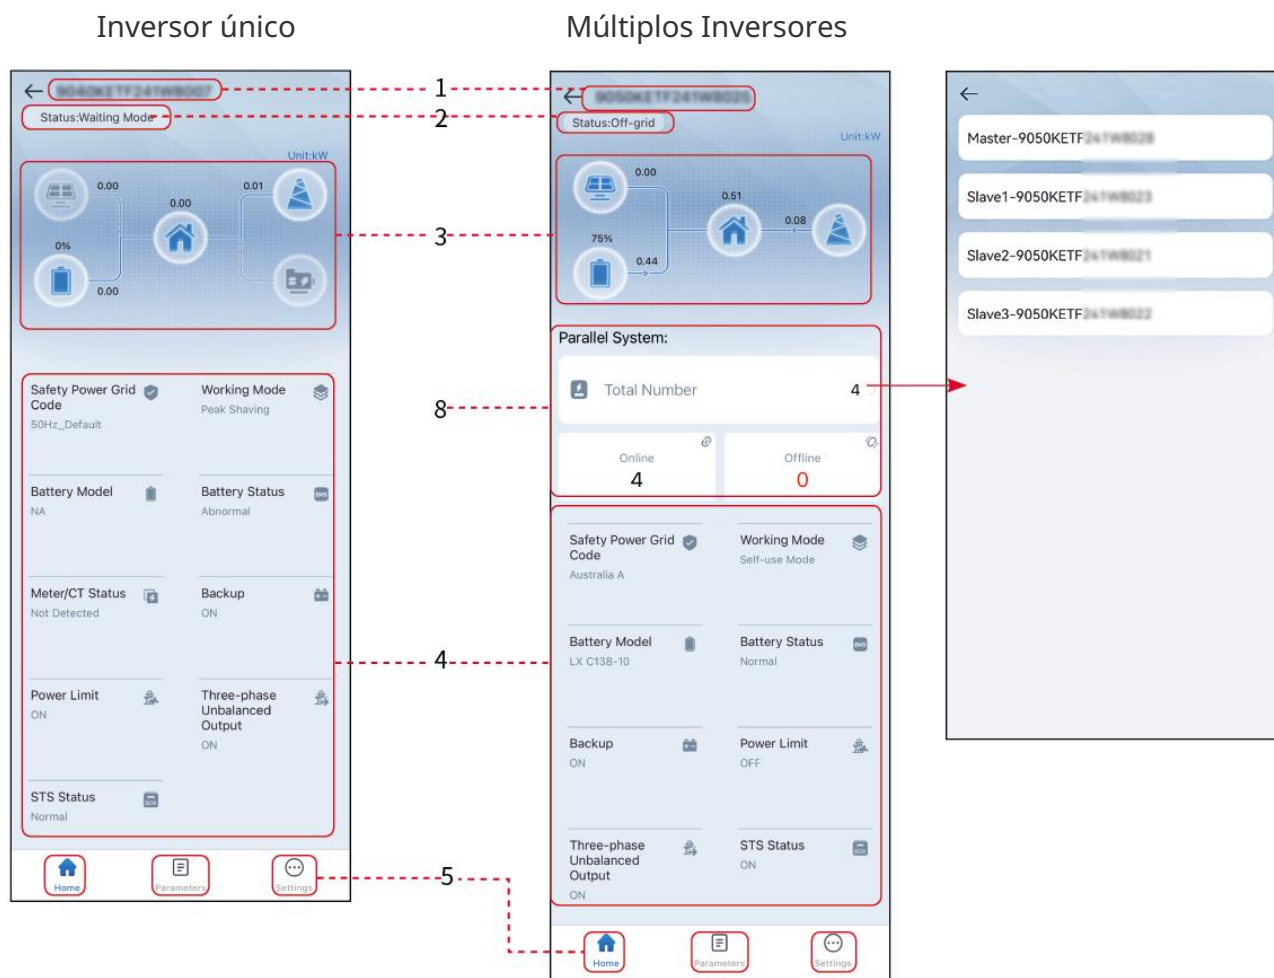 Inversor único
Múltiplos Inversores
Status:Waiting Mode
Unit:kW
0.00
0.01
0.00
0%
0.00
Safety Power Grid
Code
50Hz_Default
Working Mode
Peak Shaving
Battery Model
NA
Battery Status
Abnormal
Meter/CT Status
Not Detected
Backup
ON
Power Limit
ON
Three-phase
Unbalanced
Output
ON
STS Status
Normal
Home
Parameters
Settings
1
2
3
8
4
5
Status:Off-grid
Unit:kW
0.00
0.51
0.08
75%
0.44
Parallel System:
Total Number
4
Online
4
Offline
0
Safety Power Grid
Code
Australia A
Working Mode
Self-use Mode
Battery Model
LX C138-10
Battery Status
Normal
Backup
ON
Power Limit
OFF
Three-phase
Unbalanced
Output
ON
STS Status
ON
Home
Parameters
Settings
Master-9050KETF
Slave1-9050KETF
Slave2-9050KETF
Slave3-9050KETF